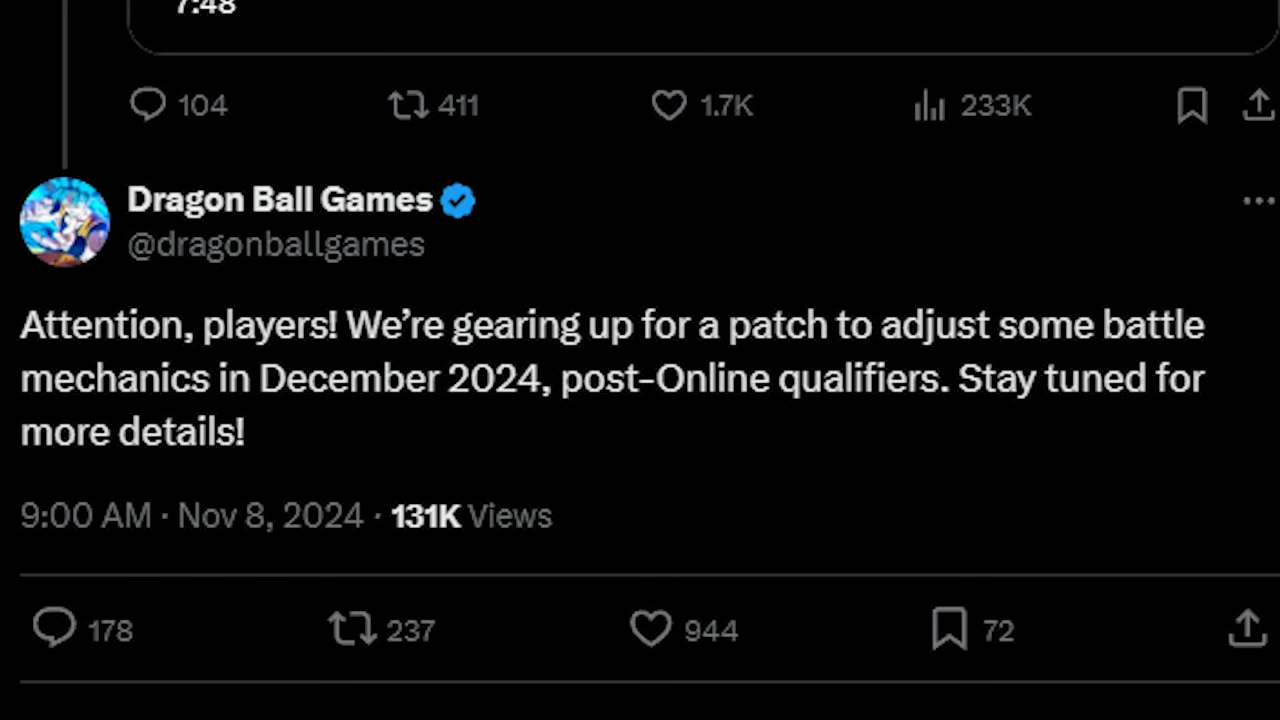 7:48
104 411 1.7K 233K
Dragon Ball Games
@dragonballgames
Attention, players! We’re gearing up for a patch to adjust some battle
mechanics in December 2024, post-Online qualifiers. Stay tuned for
more details!
9:00 AM · Nov 8, 2024 · 131K Views
178 237 944 72